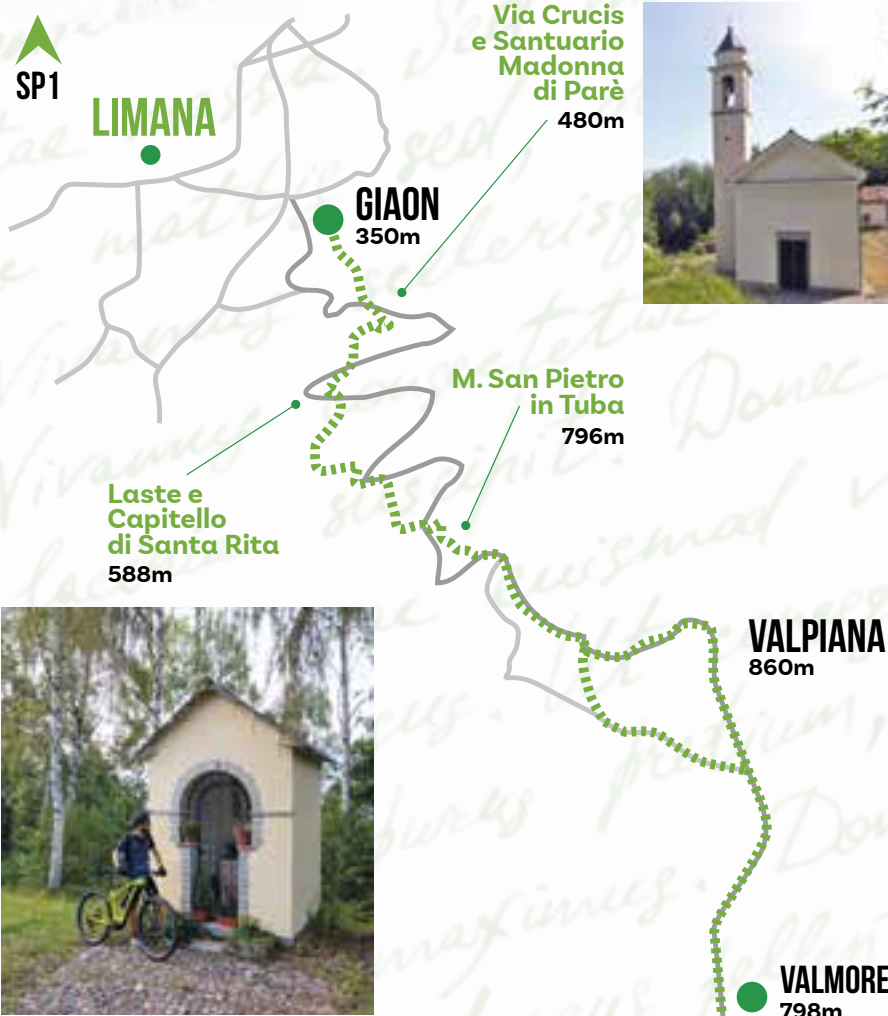 SP1
LIMANA
Via Crucis
e Santuario
Madonna
di Parè
480m
GIAON
350m
M. San Pietro
in Tuba
796m
Laste e
Capitello
di Santa Rita
588m
VALPIANA
860m
VALMORE
798m